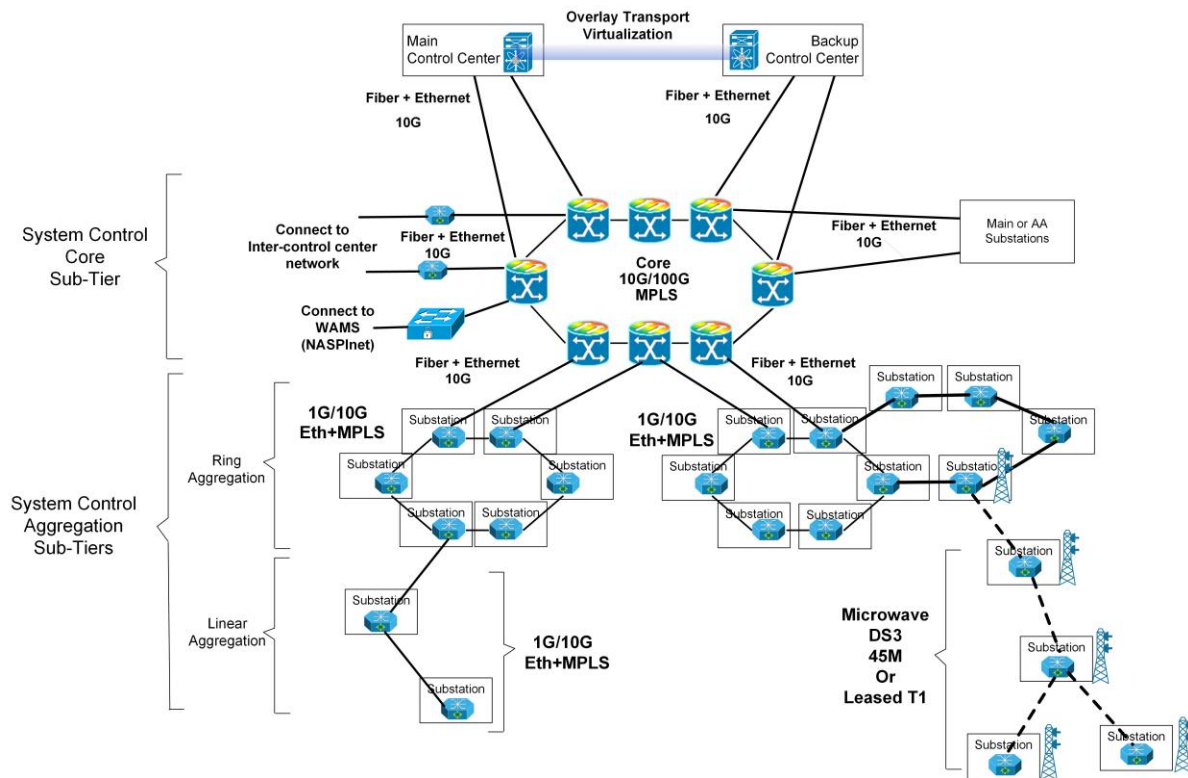 Overlay Transport
Virtualization
Main
Control Center
Backup
Control Center
Fiber + Ethernet
10G
Fiber + Ethernet
10G
System Control
Core
Sub-Tier
Connect to
Inter-control center
network
Fiber + Ethernet
10G
Connect to
WAMS
(NASPInet)
Core
10G/100G
MPLS
Fiber + Ethernet
10G
Main or AA
Substations
Fiber + Ethernet
10G
Fiber + Ethernet
10G
System Control
Aggregation
Sub-Tiers
Ring
Aggregation
1G/10G
Eth+MPLS
Substation
Substation
Substation
Substation
Substation
Substation
1G/10G
Eth+MPLS
Substation
Substation
Substation
Substation
Substation
Substation
Substation
Substation
Substation
Substation
Linear
Aggregation
Substation
Substation
1G/10G
Eth+MPLS
Microwave
DS3
45M
Or
Leased T1
Substation
Substation
Substation
Substation